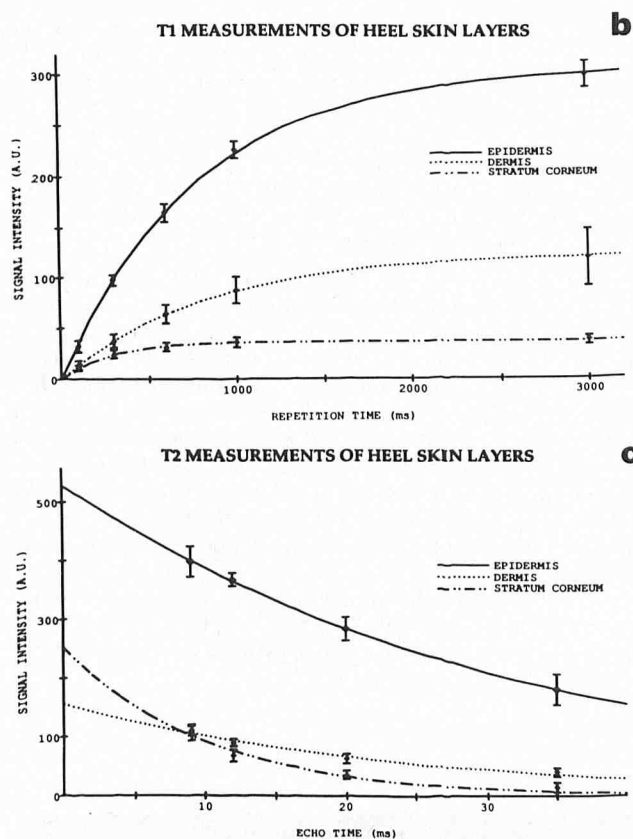 T1 MEASUREMENTS OF HEEL SKIN LAYERS
b
300
200
100
0
SIGNAL INTENSITY (A.U.)
EPIDERMIS
DERMIS
STRATUM CORNEUM
1000
2000
3000
REPETITION TIME (ms)
T2 MEASUREMENTS OF HEEL SKIN LAYERS
c
500
300
100
0
SIGNAL INTENSITY (A.U.)
EPIDERMIS
DERMIS
STRATUM CORNEUM
10
20
30
ECHO TIME (ms)